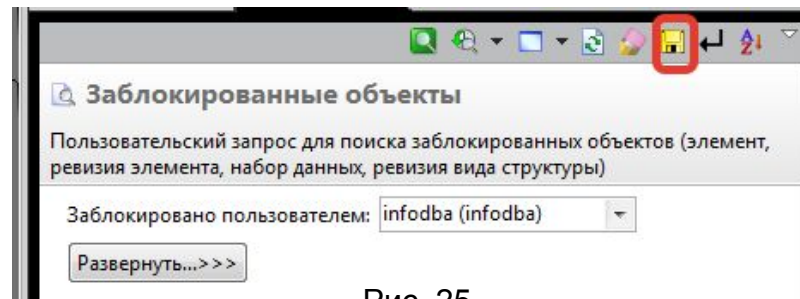 Заблокированные объекты
Пользовательский запрос для поиска заблокированных объектов (элемент,
ревизия элемента, набор данных, ревизия вида структуры)
Заблокировано пользователем: infodba (infodba)
Развернуть...>>>
Рис. 25